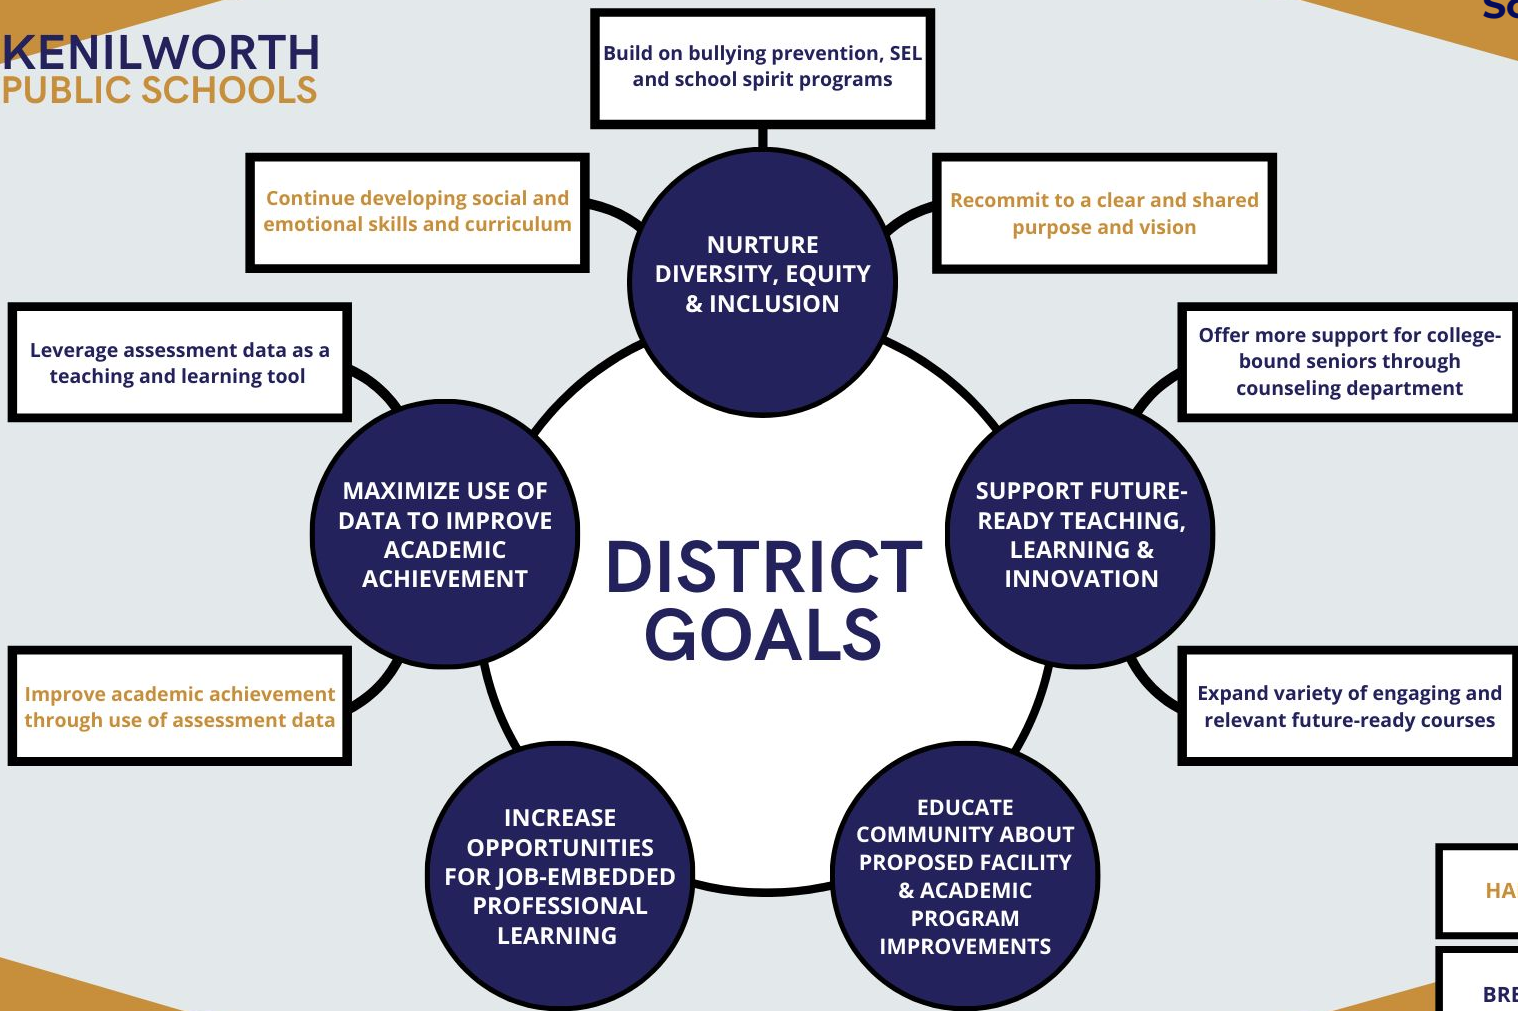 KENILWORTH
PUBLIC SCHOOLS
Build on bullying prevention, SEL
and school spirit programs
Continue developing social and
emotional skills and curriculum
Recommit to a clear and shared
purpose and vision
NURTURE
DIVERSITY, EQUITY
& INCLUSION
Leverage assessment data as a
teaching and learning tool
Offer more support for college-
bound seniors through
counseling department
MAXIMIZE USE OF
DATA TO IMPROVE
ACADEMIC
ACHIEVEMENT
SUPPORT FUTURE-
READY TEACHING,
LEARNING &
INNOVATION
DISTRICT
GOALS
Improve academic achievement
through use of assessment data
Expand variety of engaging and
relevant future-ready courses
INCREASE
OPPORTUNITIES
FOR JOB-EMBEDDED
PROFESSIONAL
LEARNING
EDUCATE
COMMUNITY ABOUT
PROPOSED FACILITY
& ACADEMIC
PROGRAM
IMPROVEMENTS